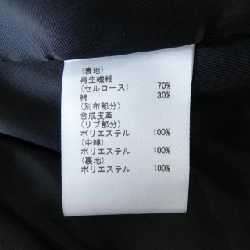 (表地)
再生繊維
(セルロース) 70%
綿 30%
(別布部分)
合成皮革
(リブ部分)
ポリエステル 100%
(中綿)
ポリエステル 100%
(裏地)
ポリエステル 100%